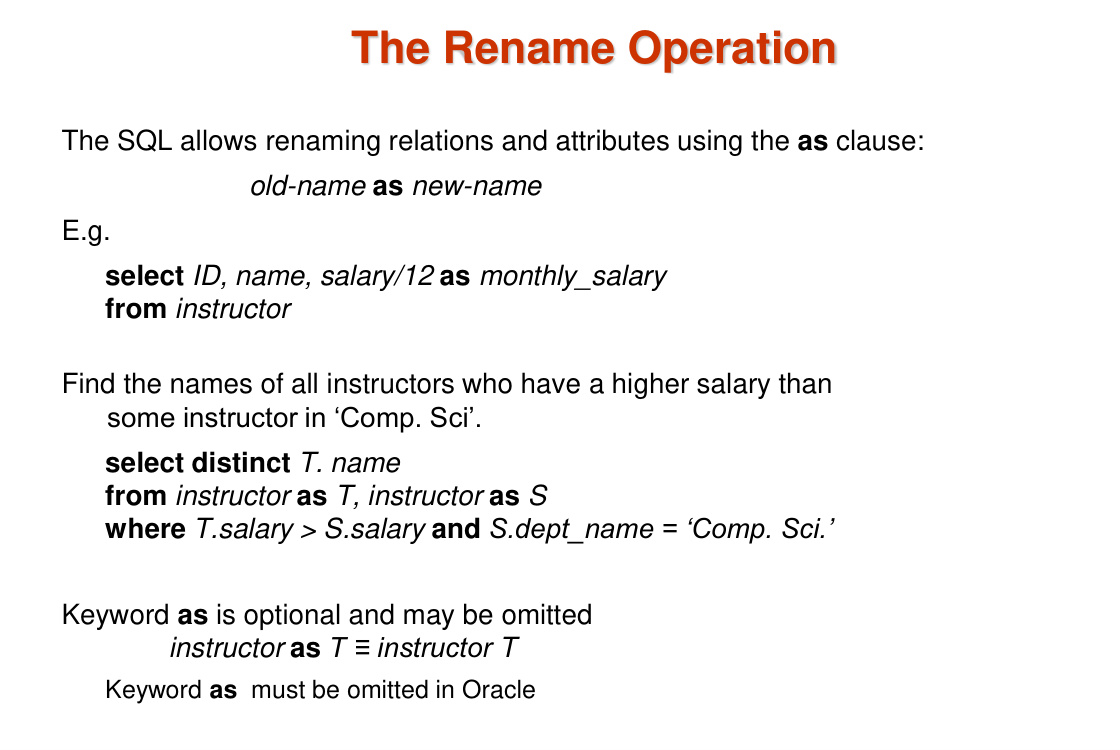 The Rename Operation
The SQL allows renaming relations and attributes using the as clause:
old-name as new-name
E.g.
select ID, name, salary/12 as monthly_salary
from instructor
Find the names of all instructors who have a higher salary than
some instructor in ‘Comp. Sci’.
select distinct T. name
from instructor as T, instructor as S
where T.salary > S.salary and S.dept_name = ‘Comp. Sci.’
Keyword as is optional and may be omitted
instructor as T ≡ instructor T
Keyword as must be omitted in Oracle